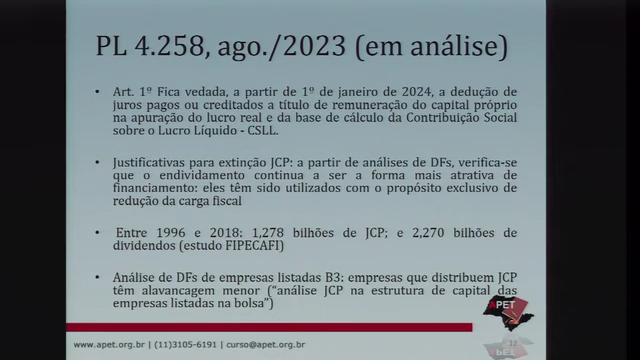 PL 4.258, ago./2023 (em análise)
• Art. 1º Fica vedada, a partir de 1º de janeiro de 2024, a dedução de
juros pagos ou creditados a título de remuneração do capital próprio
na apuração do lucro real e da base de cálculo da Contribuição Social
sobre o Lucro Líquido - CSLL.
• Justificativas para extinção JCP: a partir de análises de DFs, verifica-se
que o endividamento continua a ser a forma mais atrativa de
financiamento: eles têm sido utilizados com o propósito exclusivo de
redução da carga fiscal
• Entre 1996 e 2018: 1,278 bilhões de JCP; e 2,270 bilhões de
dividendos (estudo FIPECAFI)
• Análise de DFs de empresas listadas B3: empresas que distribuem JCP
têm alavancagem menor (“análise JCP na estrutura de capital das
empresas listadas na bolsa”)
APET
www.apet.org.br | (11)3105-6191 | curso@apet.org.br
12